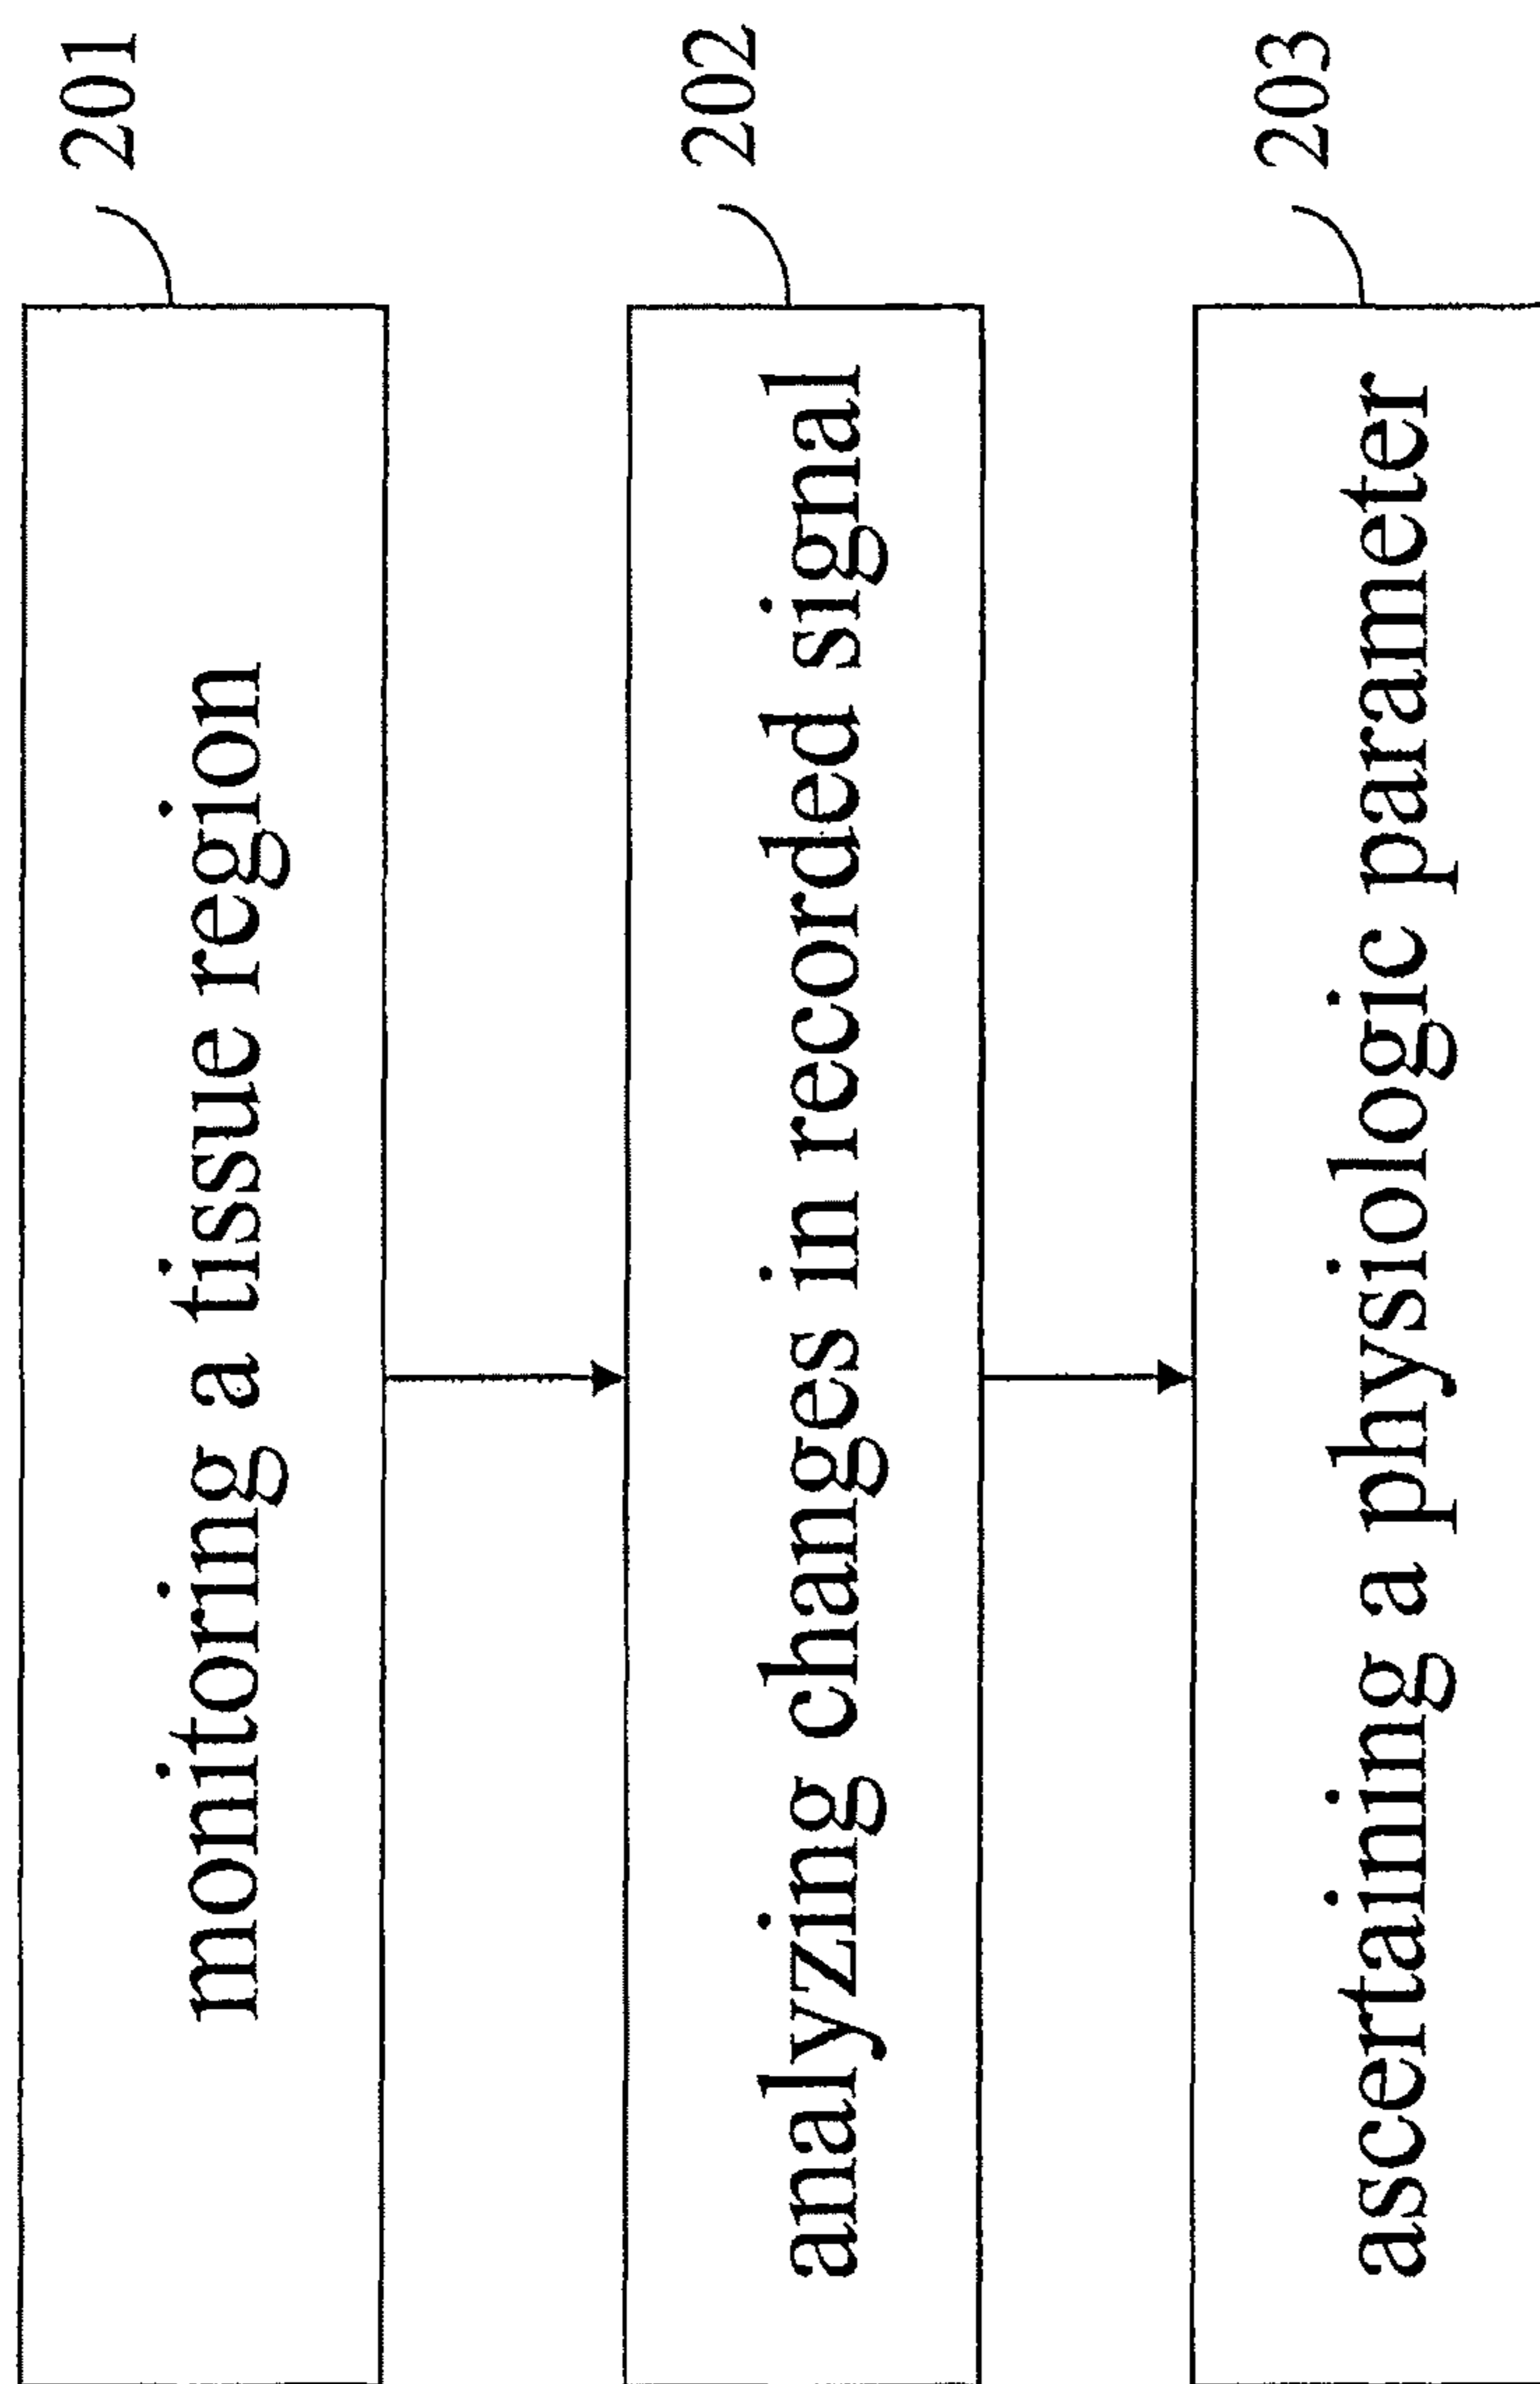 201
monitoring a tissue region
202
analyzing changes in recorded signal
203
ascertaining a physiologic parameter